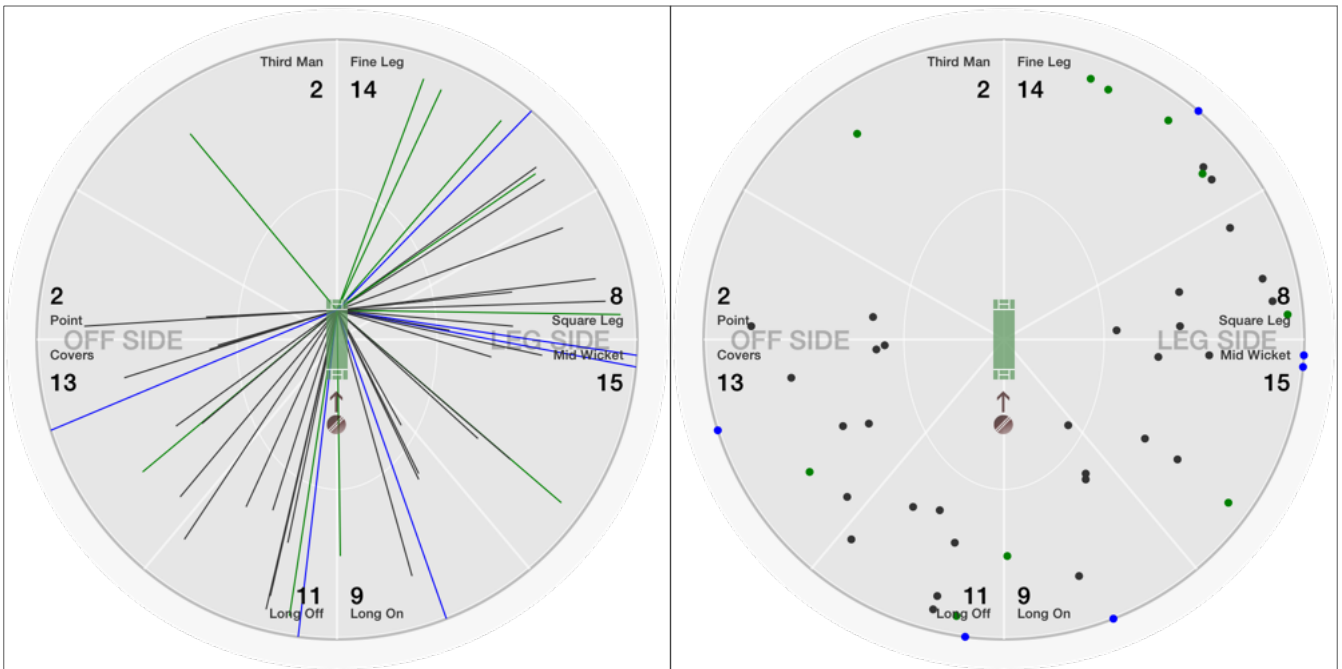 Third Man Fine Leg
2 14
2 8
Point Square Leg
OFF SIDE LEG SIDE
Covers Mid Wicket
13 15
11 9
Long Off Long On
Third Man Fine Leg
2 14
2 8
Point Square Leg
OFF SIDE LEG SIDE
Covers Mid Wicket
13 15
11 9
Long Off Long On